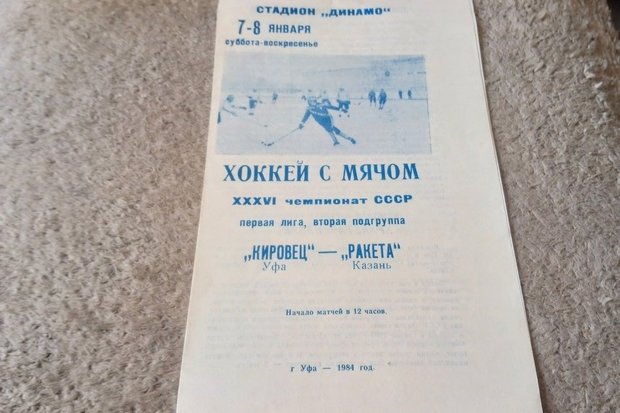 СТАДИОН „ДИНАМО"
7-8 ЯНВАРЯ
суббота-воскресенье
ХОККЕЙ С МЯЧОМ
XXXVI чемпионат СССР
первая лига, вторая подгруппа
„КИРОВЕЦ" — „РАКЕТА"
Уфа Казань
Начало матчей в 12 часов.
г Уфа — 1984 год.